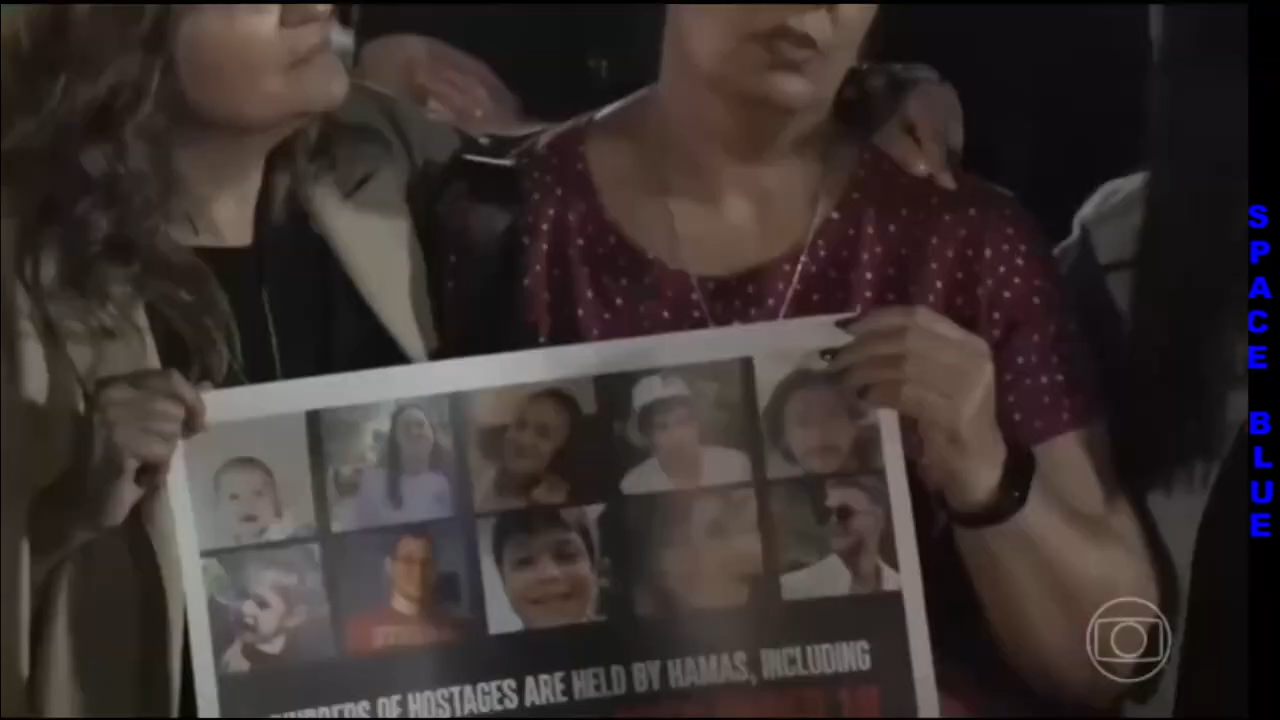 OF HOSTAGES ARE HELD BY HAMAS, INCLUDING
SPACE BLUE